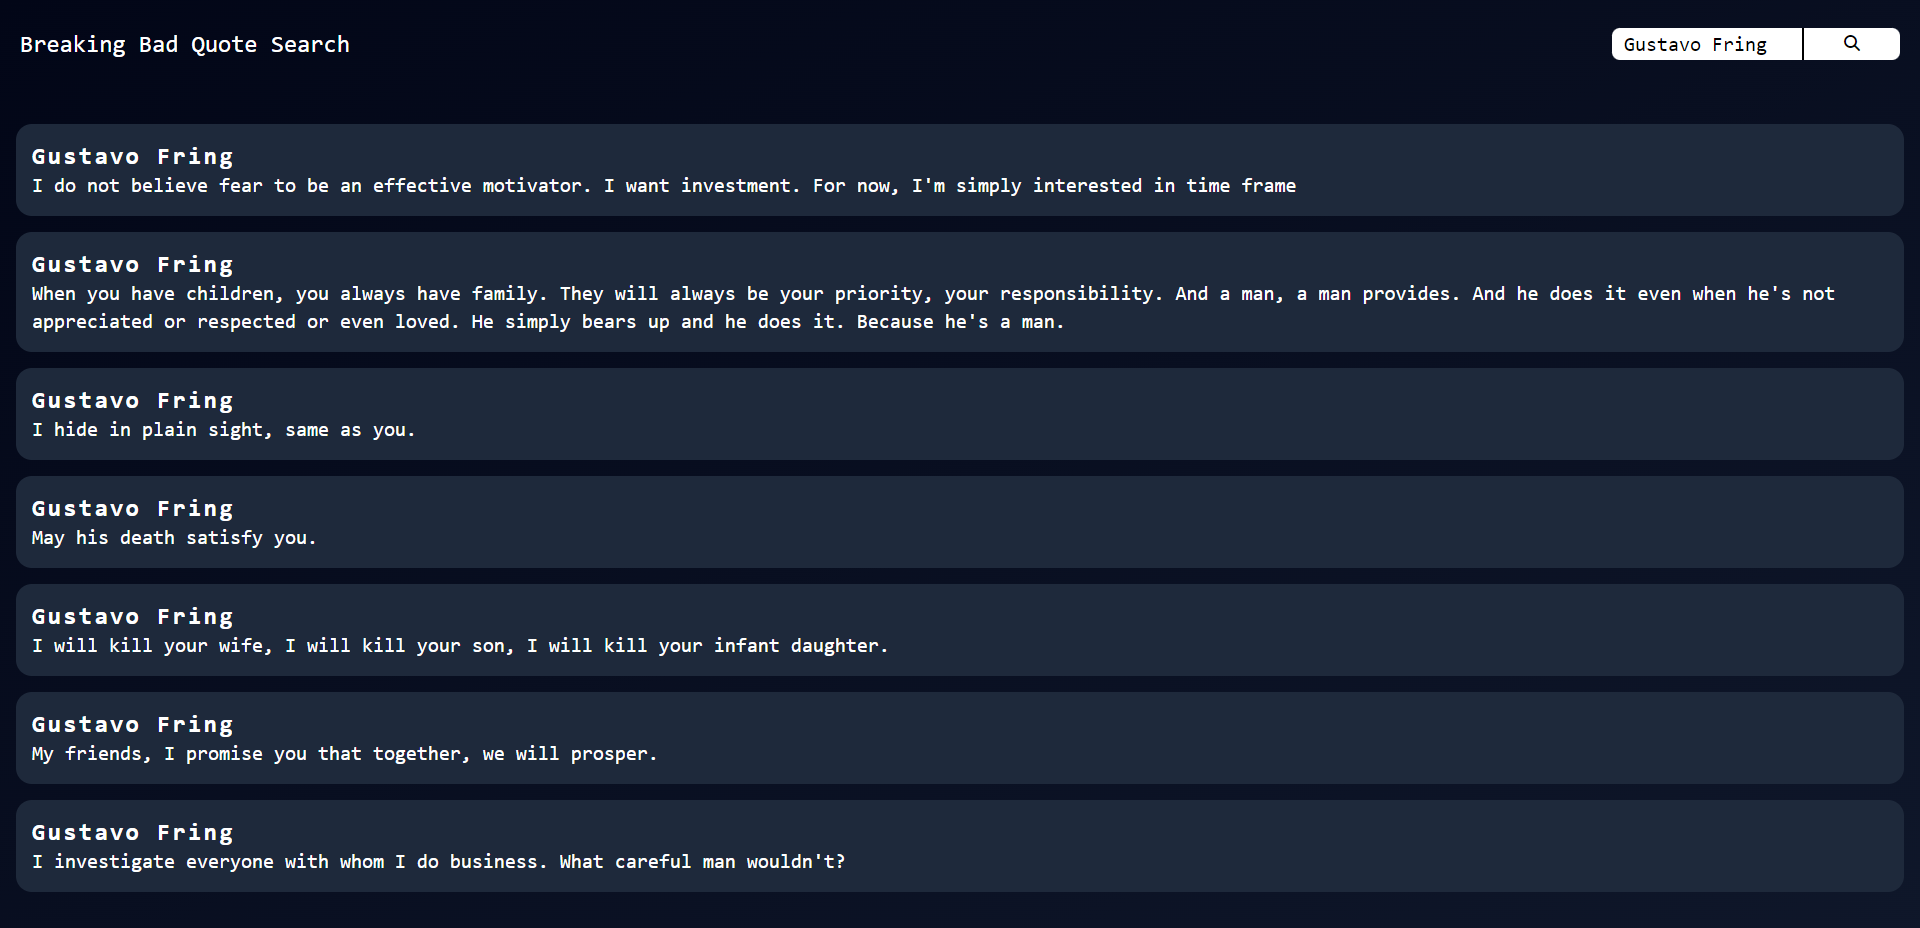 Breaking Bad Quote Search
Gustavo Fring
Gustavo Fring
I do not believe fear to be an effective motivator. I want investment. For now, I'm simply interested in time frame
Gustavo Fring
When you have children, you always have family. They will always be your priority, your responsibility. And a man, a man provides. And he does it even when he's not
appreciated or respected or even loved. He simply bears up and he does it. Because he's a man.
Gustavo Fring
I hide in plain sight, same as you.
Gustavo Fring
May his death satisfy you.
Gustavo Fring
I will kill your wife, I will kill your son, I will kill your infant daughter.
Gustavo Fring
My friends, I promise you that together, we will prosper.
Gustavo Fring
I investigate everyone with whom I do business. What careful man wouldn't?